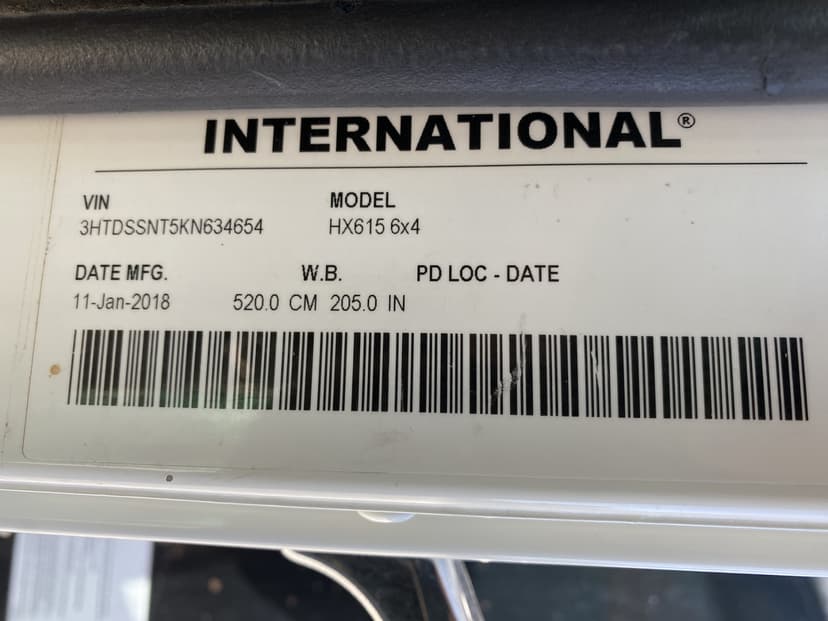 INTERNATIONAL®
VIN MODEL
3HTDSSNT5KN634654 HX615 6x4
DATE MFG. W.B. PD LOC - DATE
11-Jan-2018 520.0 CM 205.0 IN